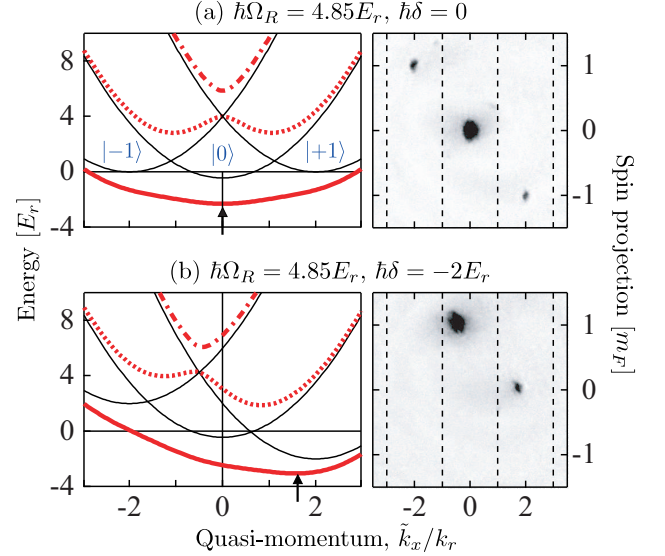 (a) ℏΩ_R = 4.85E_r, ℏδ = 0
8
4
0
-4
|−1⟩
|0⟩
|+1⟩
1
0
-1
Energy [E_r]
Spin projection [m_F]
(b) ℏΩ_R = 4.85E_r, ℏδ = −2E_r
8
4
0
-4
1
0
-1
-2 0 2
-2 0 2
Quasi-momentum, k̃_x/k_r